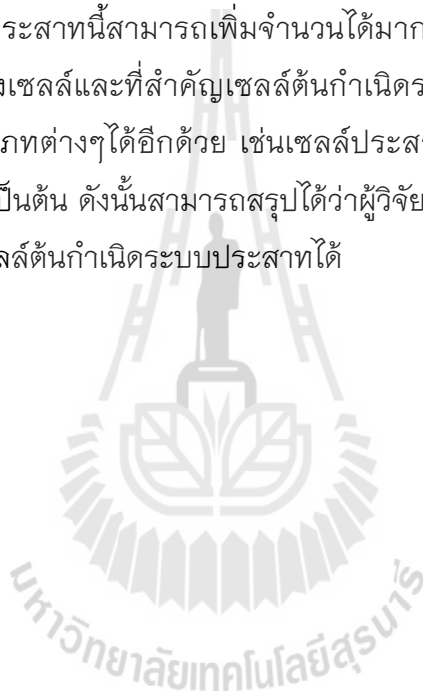 ระสาทนี้สามารถเพิ่มจำนวนได้มาก
งเซลล์และที่สำคัญเซลล์ต้นกำเนิดร
ภทต่างๆได้อีกด้วย เช่นเซลล์ประส
ป็นต้น ดังนั้นสามารถสรุปได้ว่าผู้วิจัย
ลล์ต้นกำเนิดระบบประสาทได้
มหาวิทยาลัยเทคโนโลยีสุรนารี